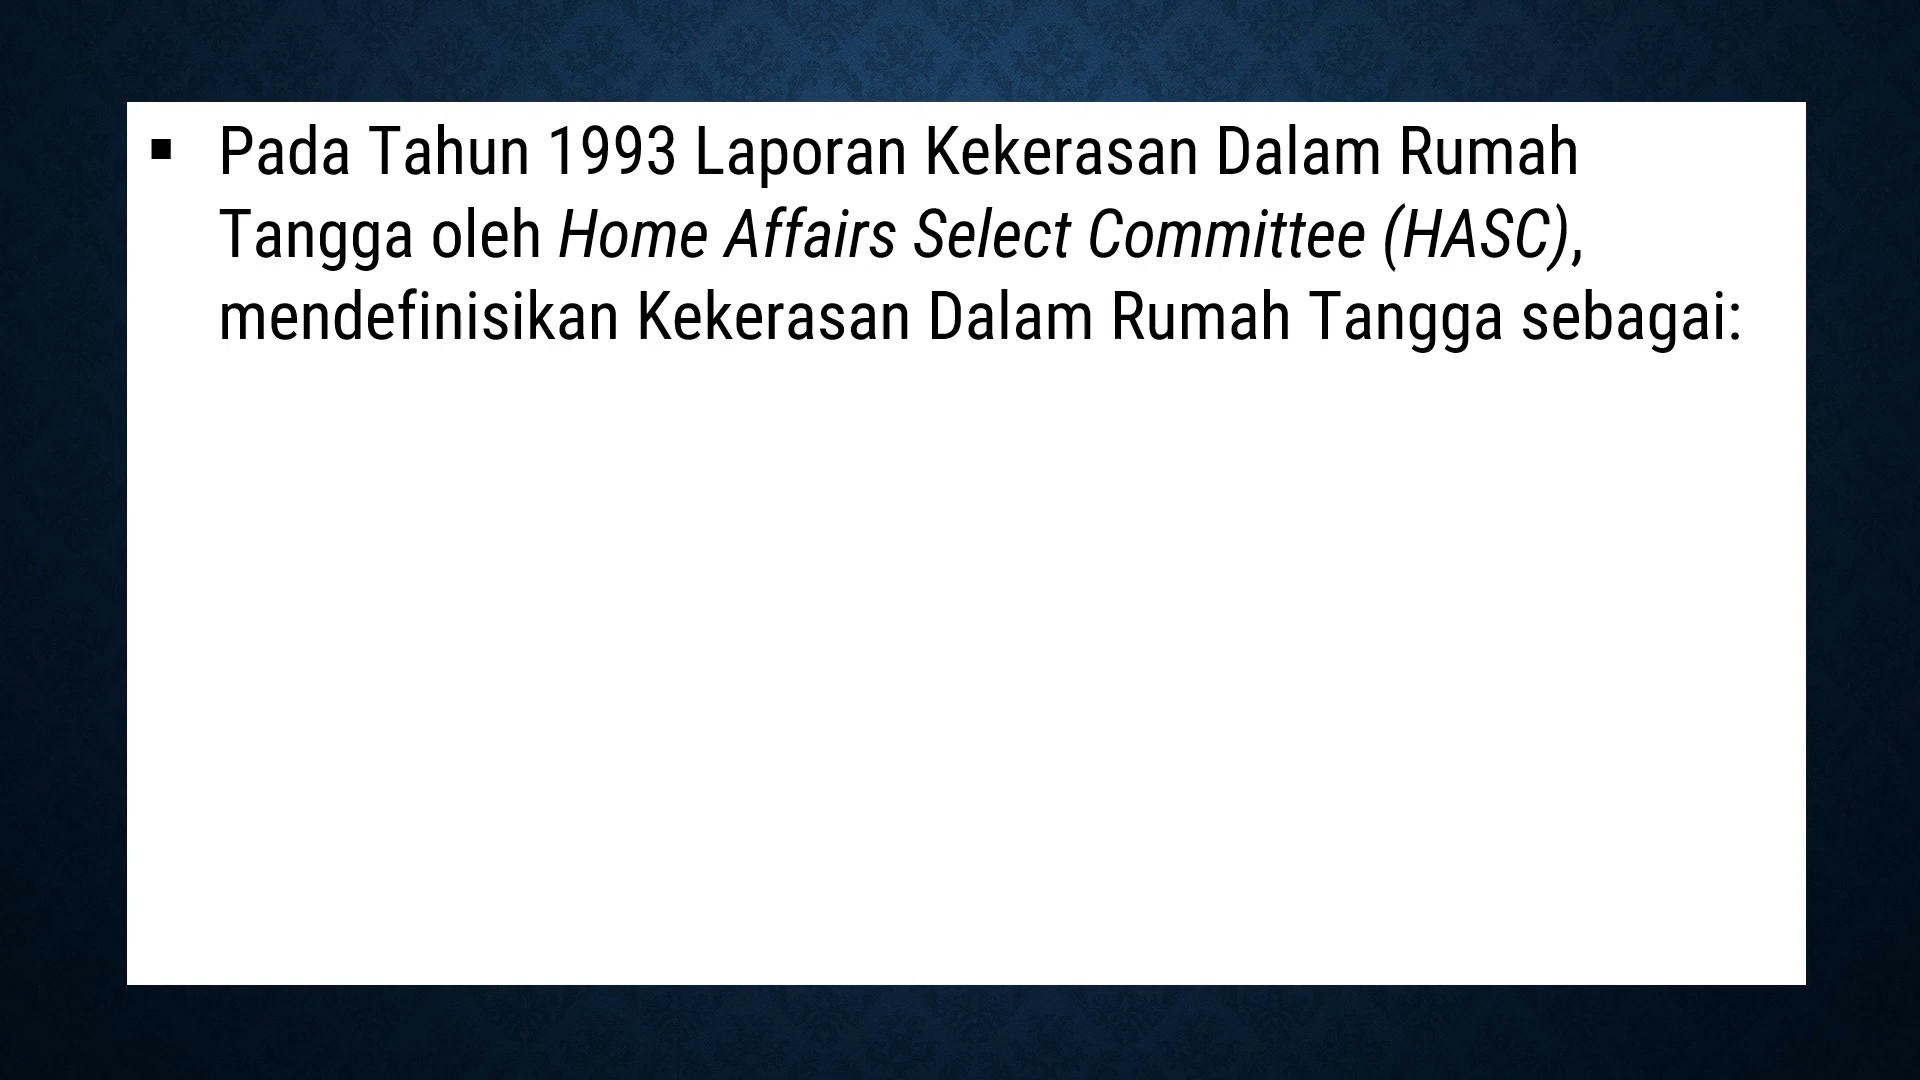 ▪ Pada Tahun 1993 Laporan Kekerasan Dalam Rumah
Tangga oleh Home Affairs Select Committee (HASC),
mendefinisikan Kekerasan Dalam Rumah Tangga sebagai: